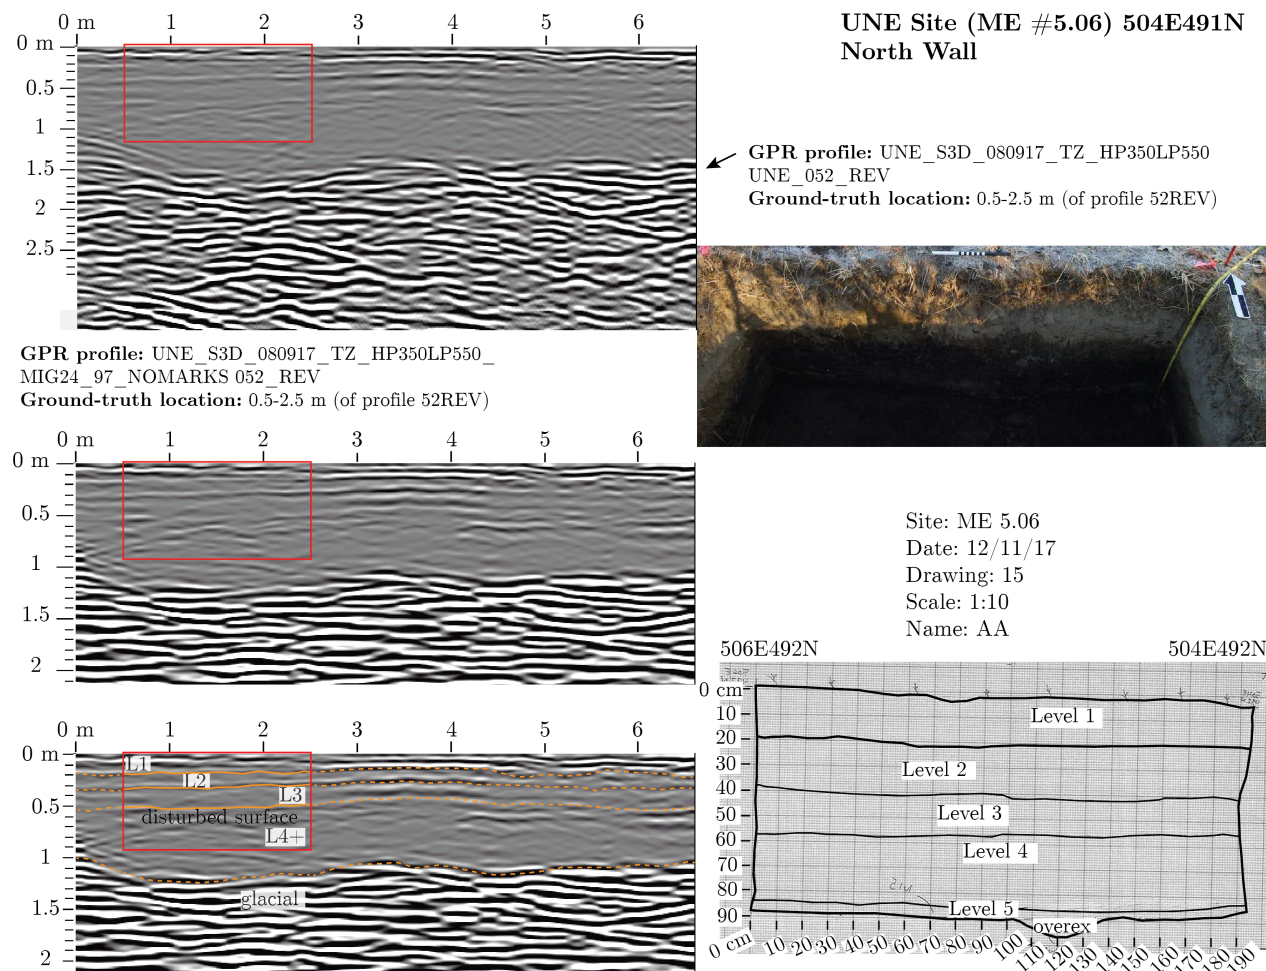 UNE Site (ME #5.06) 504E491N
North Wall
0 m 1 2 3 4 5 6
0 m
0.5
1
1.5
2
2.5
GPR profile: UNE_S3D_080917_TZ_HP350LP550
UNE_052_REV
Ground-truth location: 0.5-2.5 m (of profile 52REV)
GPR profile: UNE_S3D_080917_TZ_HP350LP550_
MIG24_97_NOMARKS 052_REV
Ground-truth location: 0.5-2.5 m (of profile 52REV)
0 m 1 2 3 4 5 6
0 m
0.5
1
1.5
2
0 m 1 2 3 4 5 6
0 m
0.5
1
1.5
2
L1
L2
L3
disturbed surface
L4+
glacial
Site: ME 5.06
Date: 12/11/17
Drawing: 15
Scale: 1:10
Name: AA
506E492N 504E492N
0 cm
10
20
30
40
50
60
70
80
90
Level 1
Level 2
Level 3
Level 4
Level 5
overex
0 cm 10 20 30 40 50 60 70 80 90 100 110 120 130 140 150 160 170 180 190